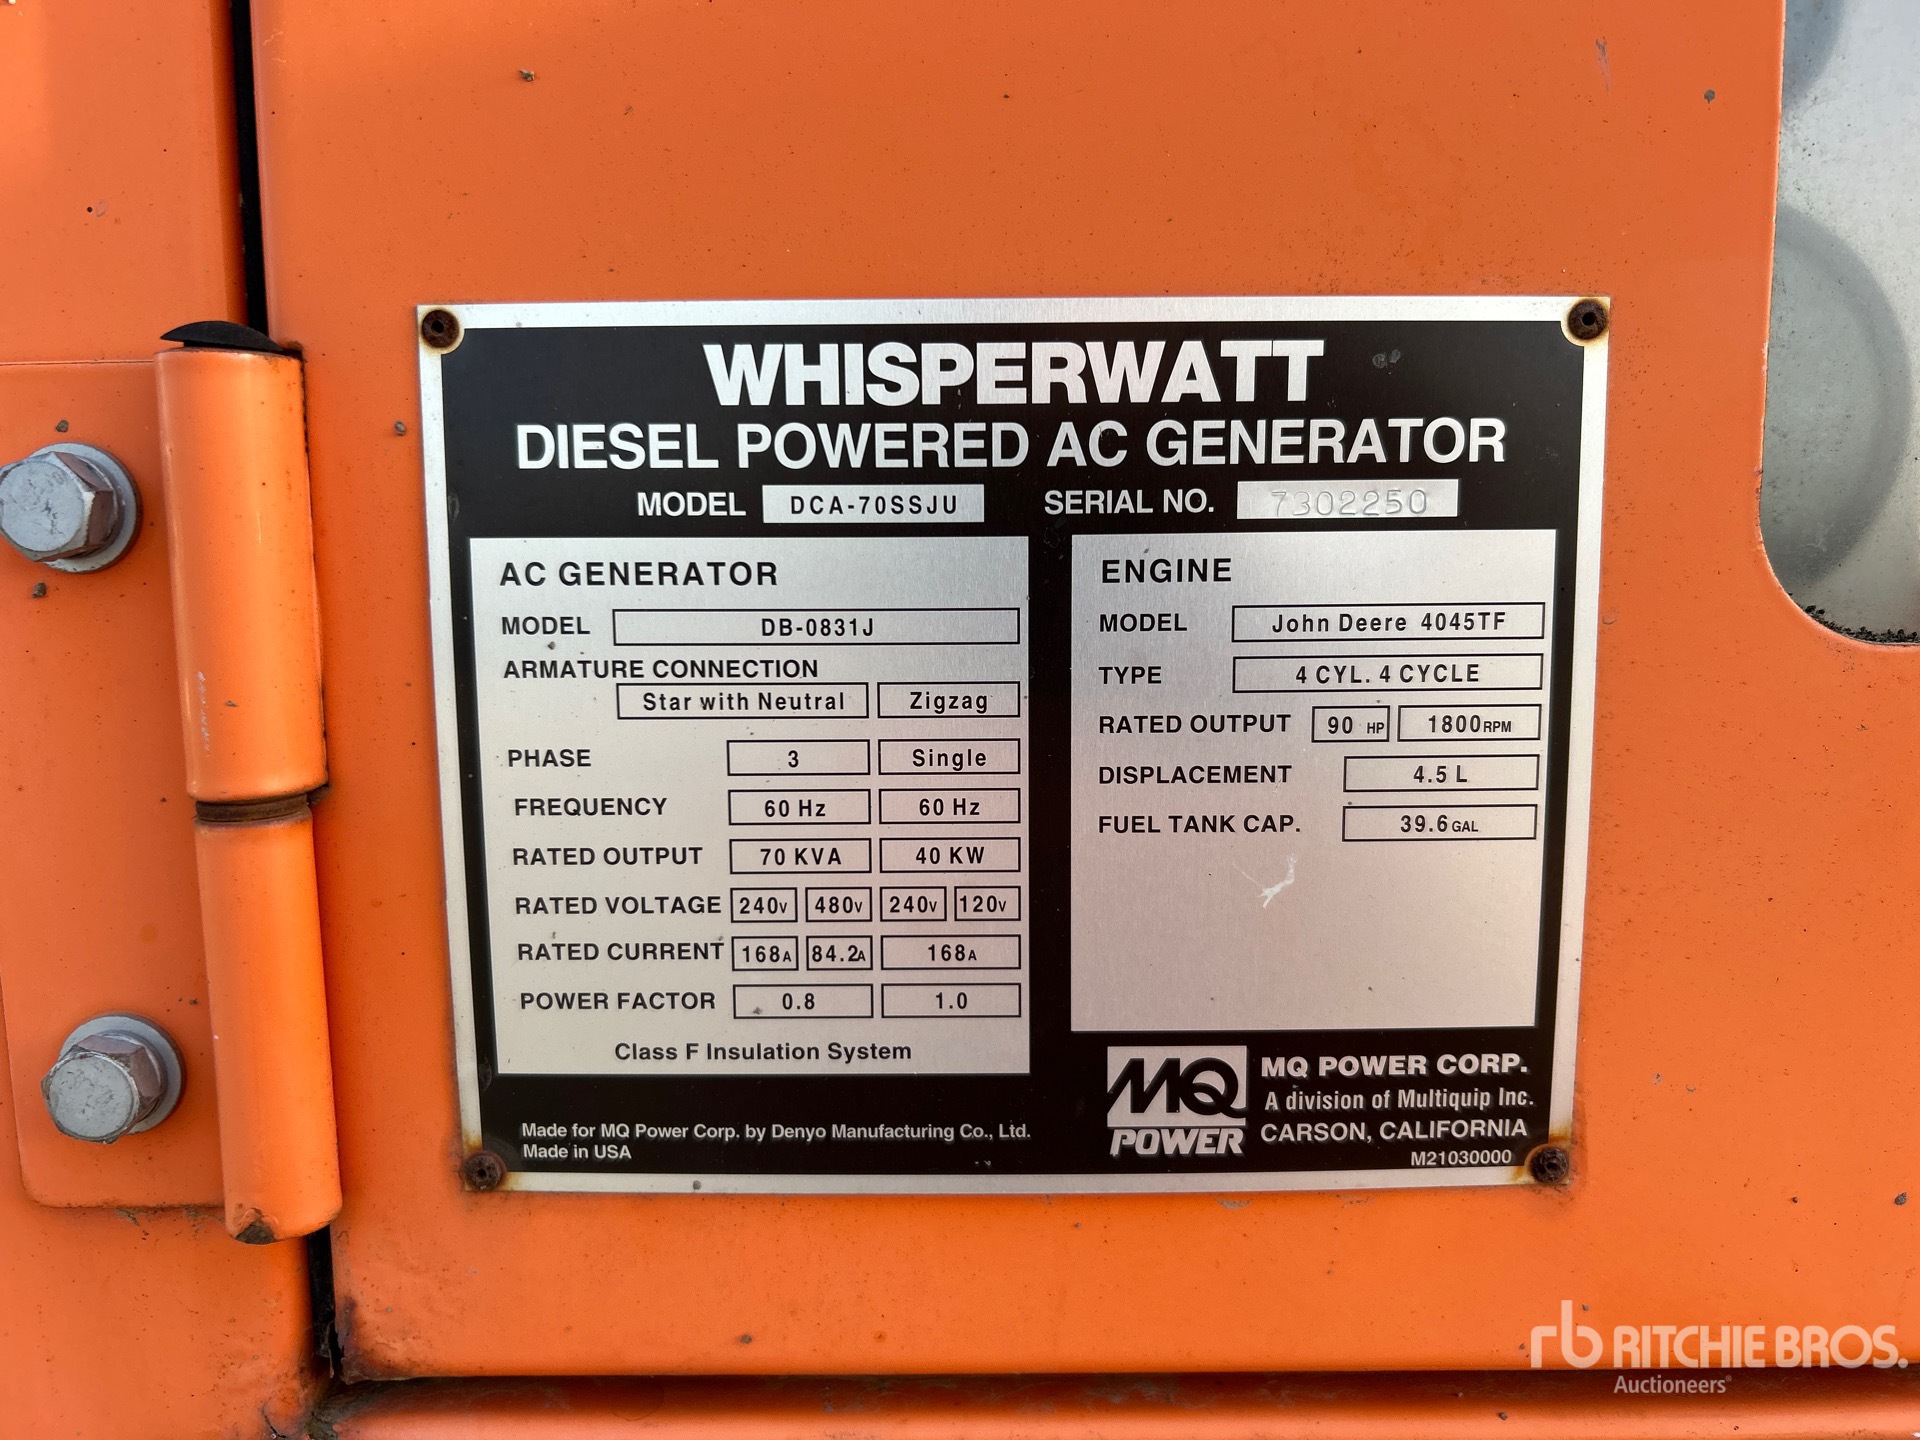 WHISPERWATT
DIESEL POWERED AC GENERATOR
MODEL DCA-70SSJU SERIAL NO. 7302250
AC GENERATOR
MODEL DB-0831J
ARMATURE CONNECTION
Star with Neutral Zigzag
PHASE 3 Single
FREQUENCY 60 Hz 60 Hz
RATED OUTPUT 70 KVA 40 KW
RATED VOLTAGE 240V 480V 240V 120V
RATED CURRENT 168A 84.2A 168A
POWER FACTOR 0.8 1.0
Class F Insulation System
ENGINE
MODEL John Deere 4045TF
TYPE 4 CYL. 4 CYCLE
RATED OUTPUT 90 HP 1800RPM
DISPLACEMENT 4.5 L
FUEL TANK CAP. 39.6 GAL
Made for MQ Power Corp. by Denyo Manufacturing Co., Ltd.
Made in USA
MQ
POWER
MQ POWER CORP.
A division of Multiquip Inc.
CARSON, CALIFORNIA
M21030000
rb RITCHIE BROS.
Auctioneers®